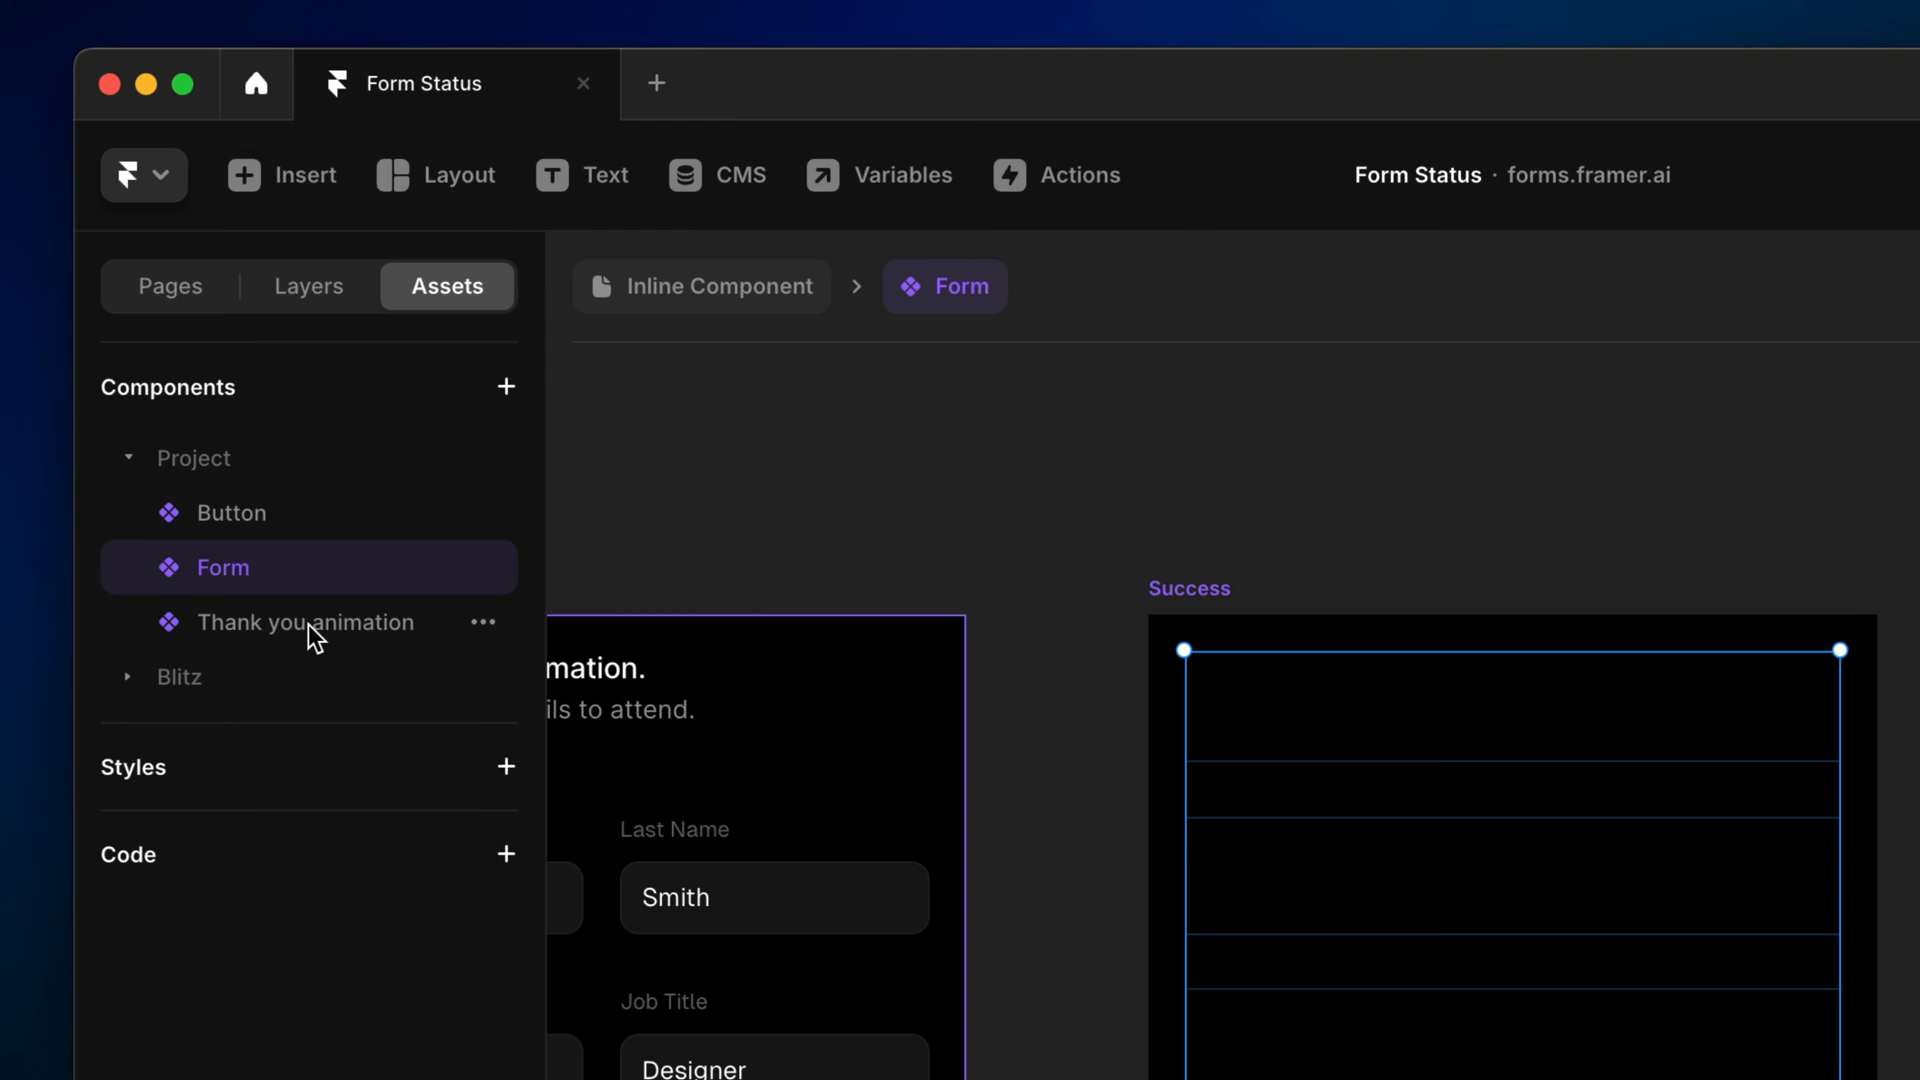 Form Status
Insert
Layout
Text
CMS
Variables
Actions
Form Status · forms.framer.ai
Pages
Layers
Assets
Inline Component
Form
Components
Project
Button
Form
Thank you animation
Blitz
Styles
Code
mation.
ils to attend.
Last Name
Smith
Job Title
Designer
Success